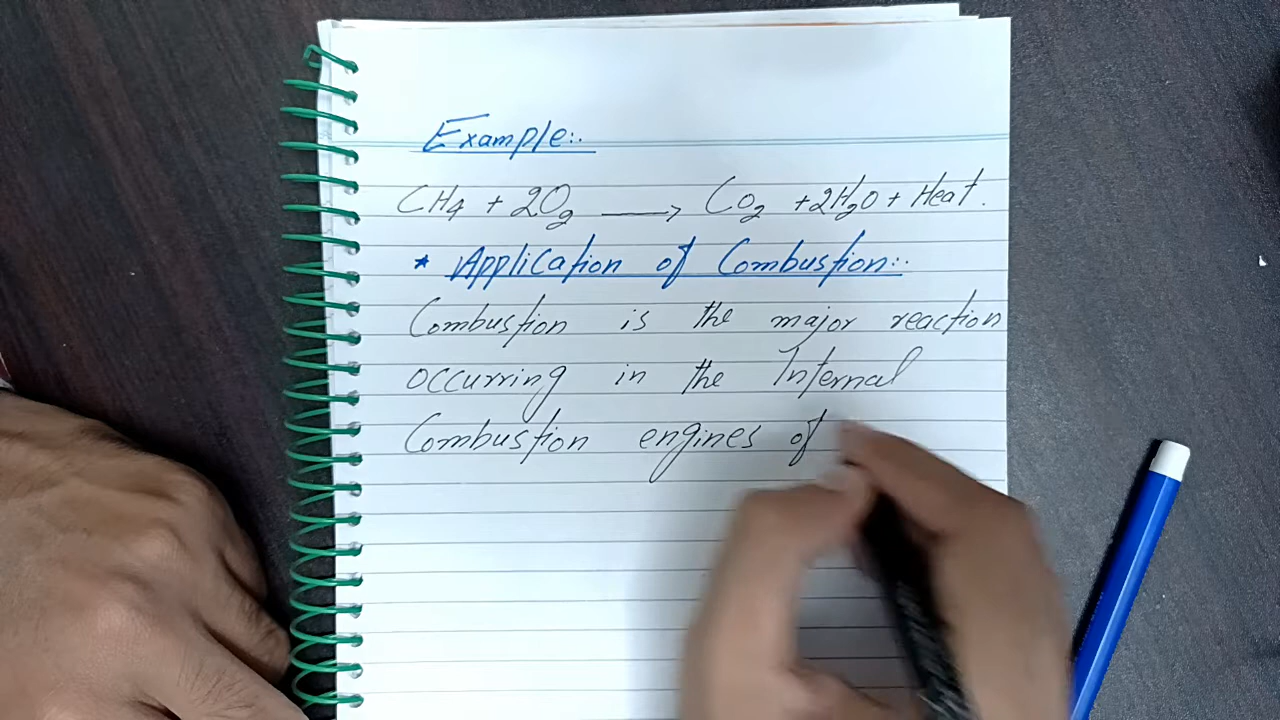 Example:.
CH4 + 2O2 ⟶ CO2 + 2H2O + Heat.
* Application of Combustion::
Combustion is the major reaction
occurring in the Internal
Combustion engines of